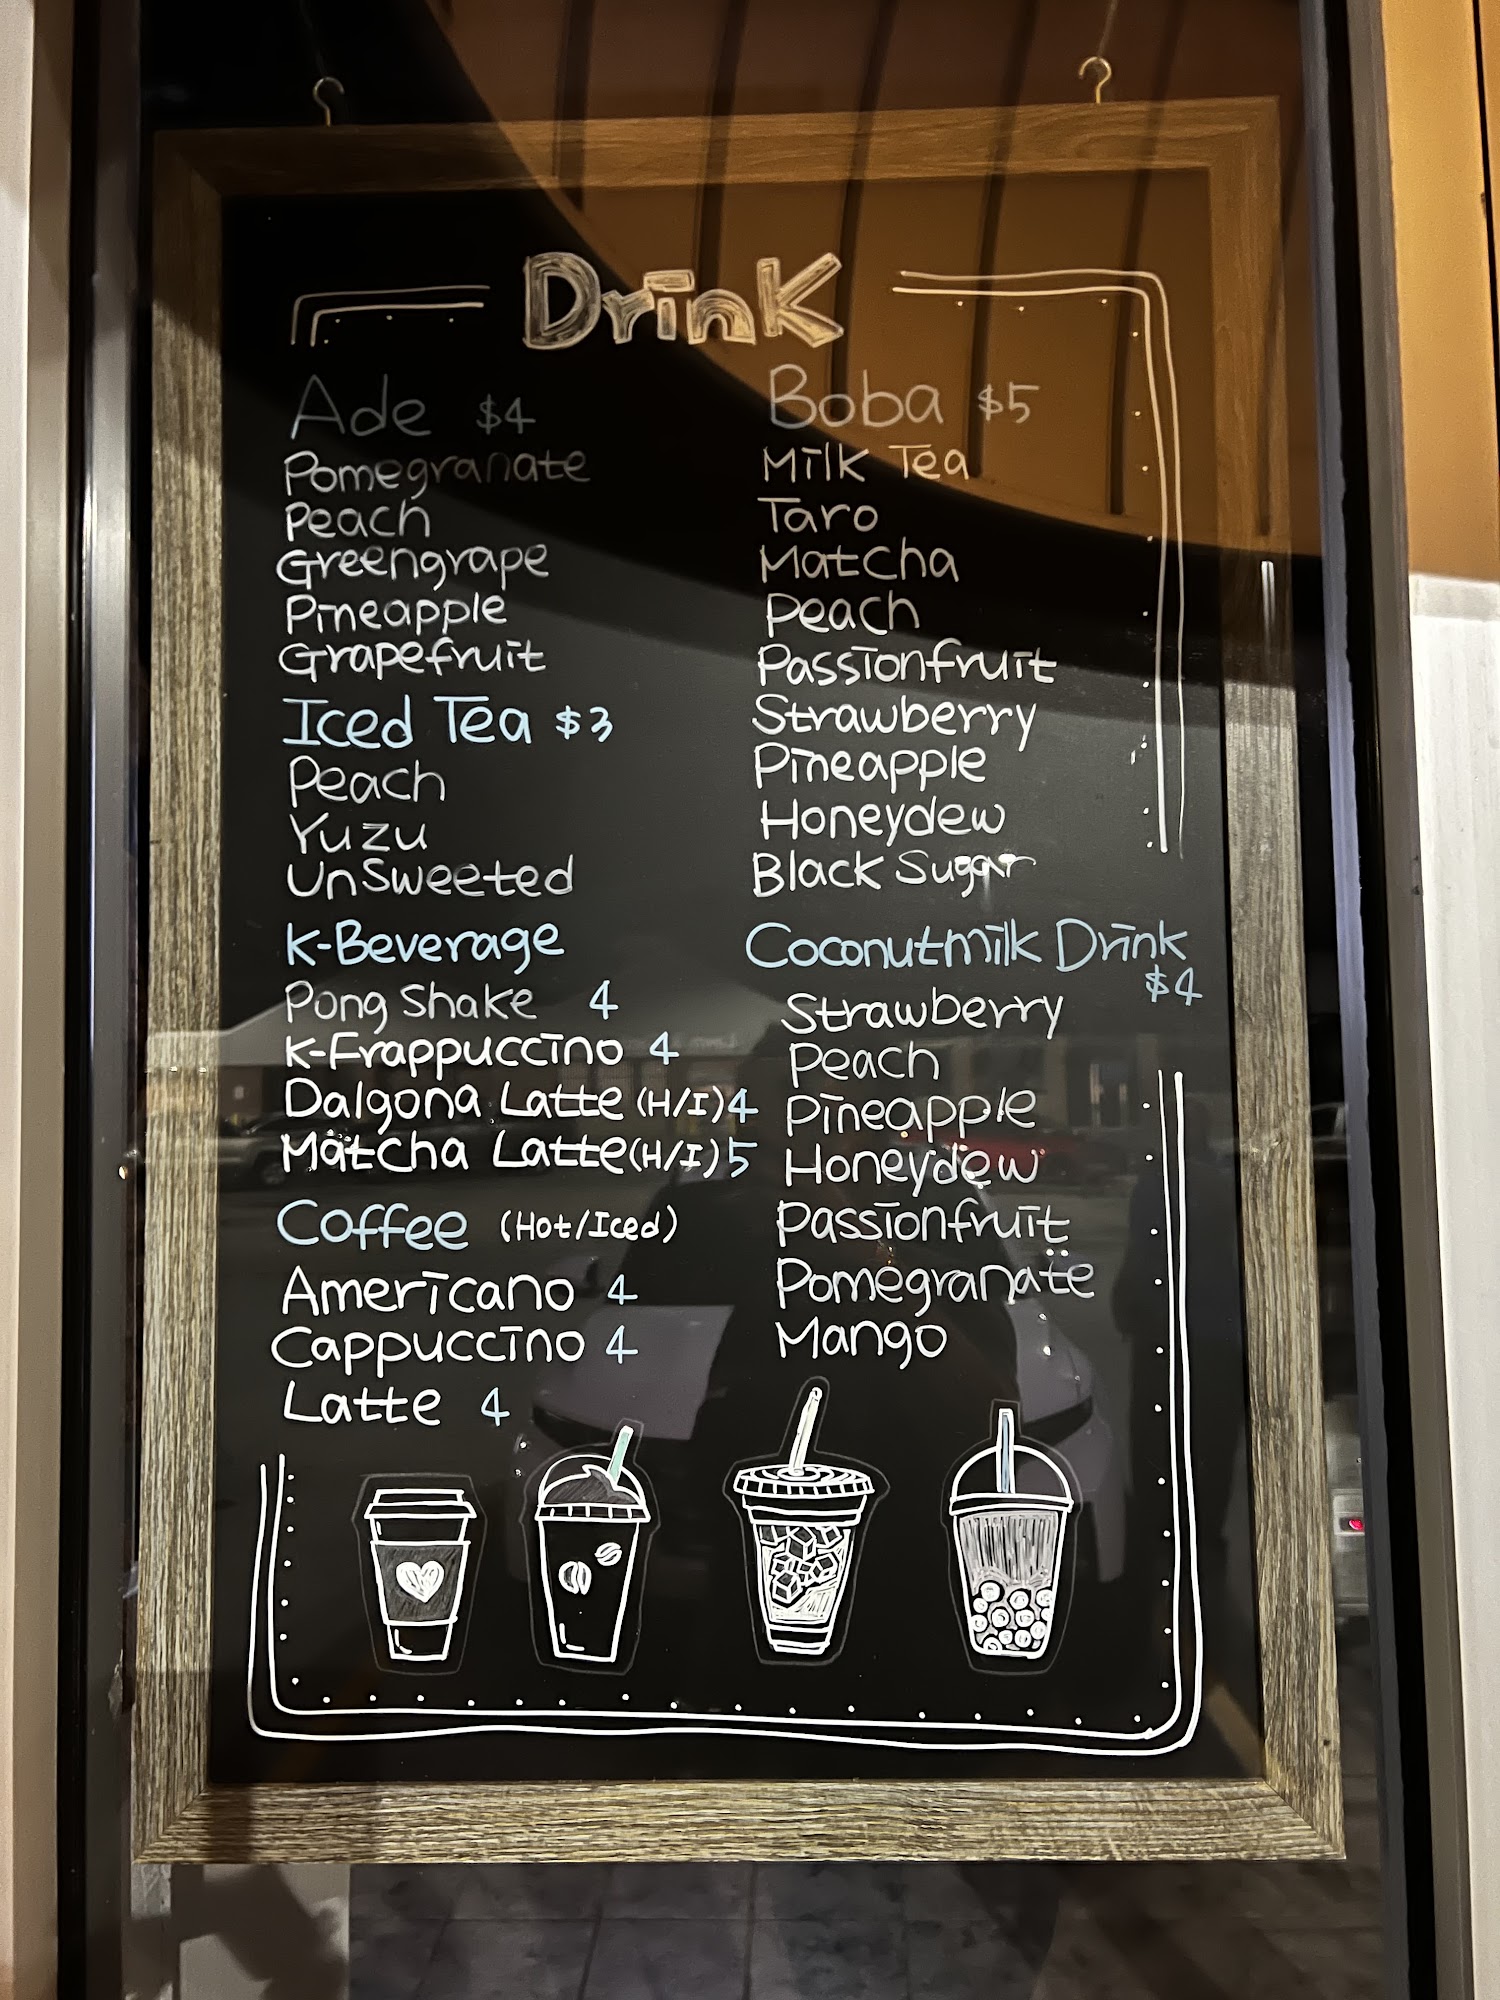 Drink
Ade $4
Pomegranate
Peach
Greengrape
Pineapple
Grapefruit
Iced Tea $3
Peach
Yuzu
UnSweeted
K-Beverage
Pong Shake 4
K-Frappuccino 4
Dalgona Latte (H/I) 4
Matcha Latte (H/I) 5
Coffee (Hot/Iced)
Americano 4
Cappuccino 4
Latte 4
Boba $5
Milk Tea
Taro
Matcha
Peach
Passionfruit
Strawberry
Pineapple
Honeydew
Black Sugar
Coconutmilk Drink
$4
Strawberry
Peach
Pineapple
Honeydew
Passionfruit
Pomegranate
Mango